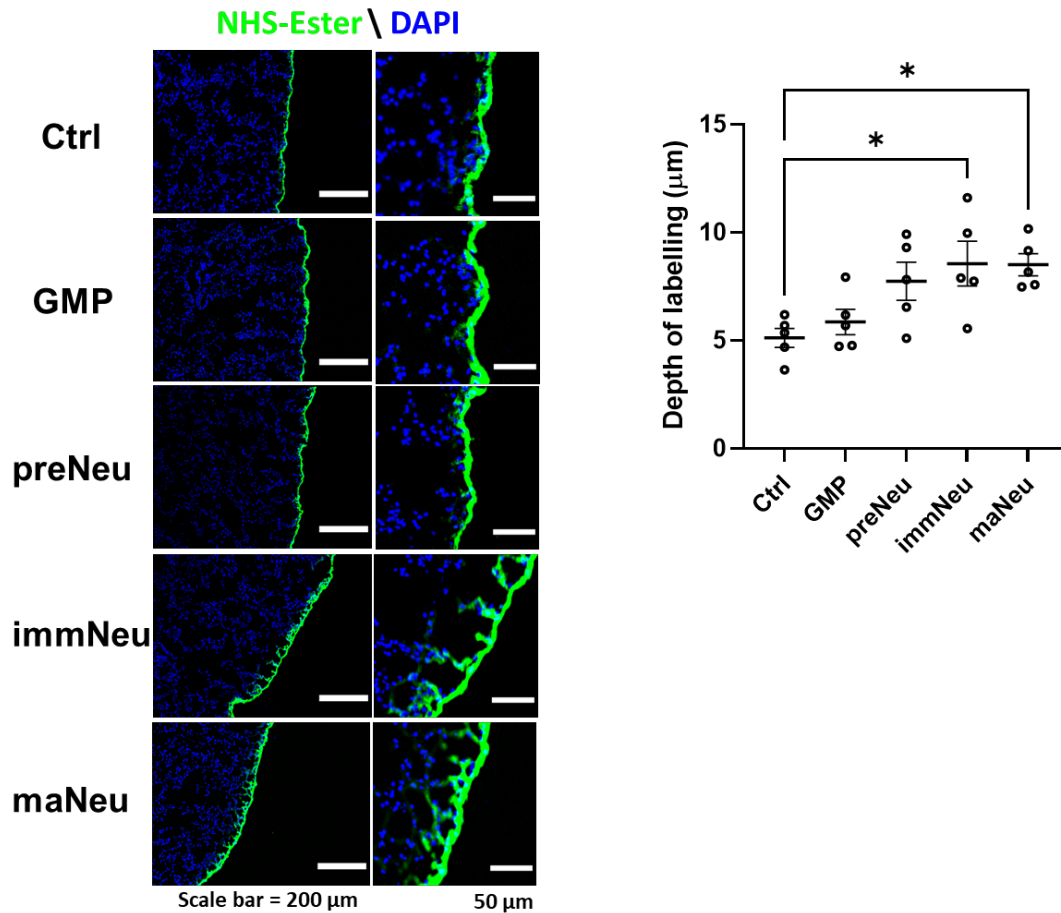 NHS-Ester \ DAPI
Ctrl
GMP
preNeu
immNeu
maNeu
Scale bar = 200 µm
50 µm
*
*
Depth of labelling (µm)
15
10
5
0
Ctrl
GMP
preNeu
immNeu
maNeu